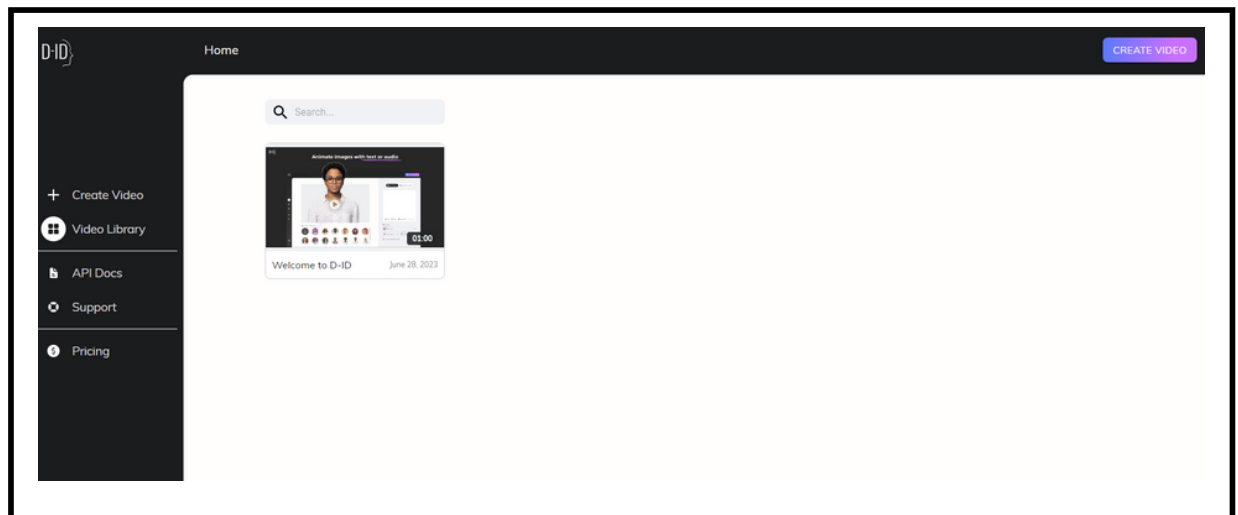 D-ID
Home
CREATE VIDEO
Search...
Animate images with text or audio
01:00
Welcome to D-ID
June 28, 2023
Create Video
Video Library
API Docs
Support
Pricing